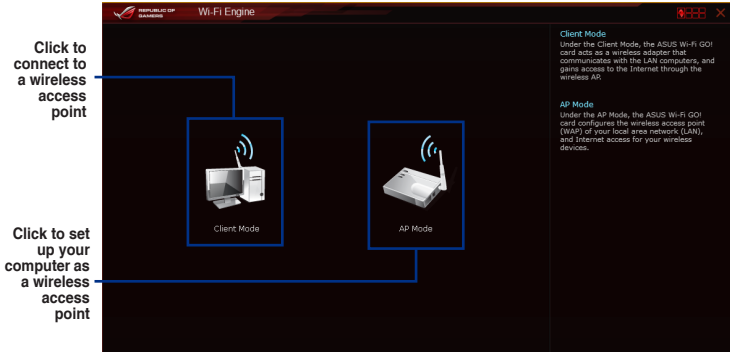 REPUBLIC OF
GAMERS
Wi-Fi Engine
Click to
connect to
a wireless
access
point
Client Mode
AP Mode
Click to set
up your
computer as
a wireless
access
point
Client Mode
Under the Client Mode, the ASUS Wi-Fi GO!
card acts as a wireless adapter that
communicates with the LAN computers, and
gains access to the Internet through the
wireless AP.
AP Mode
Under the AP Mode, the ASUS Wi-Fi GO!
card configures the wireless access point
(WAP) of your local area network (LAN),
and Internet access for your wireless
devices.